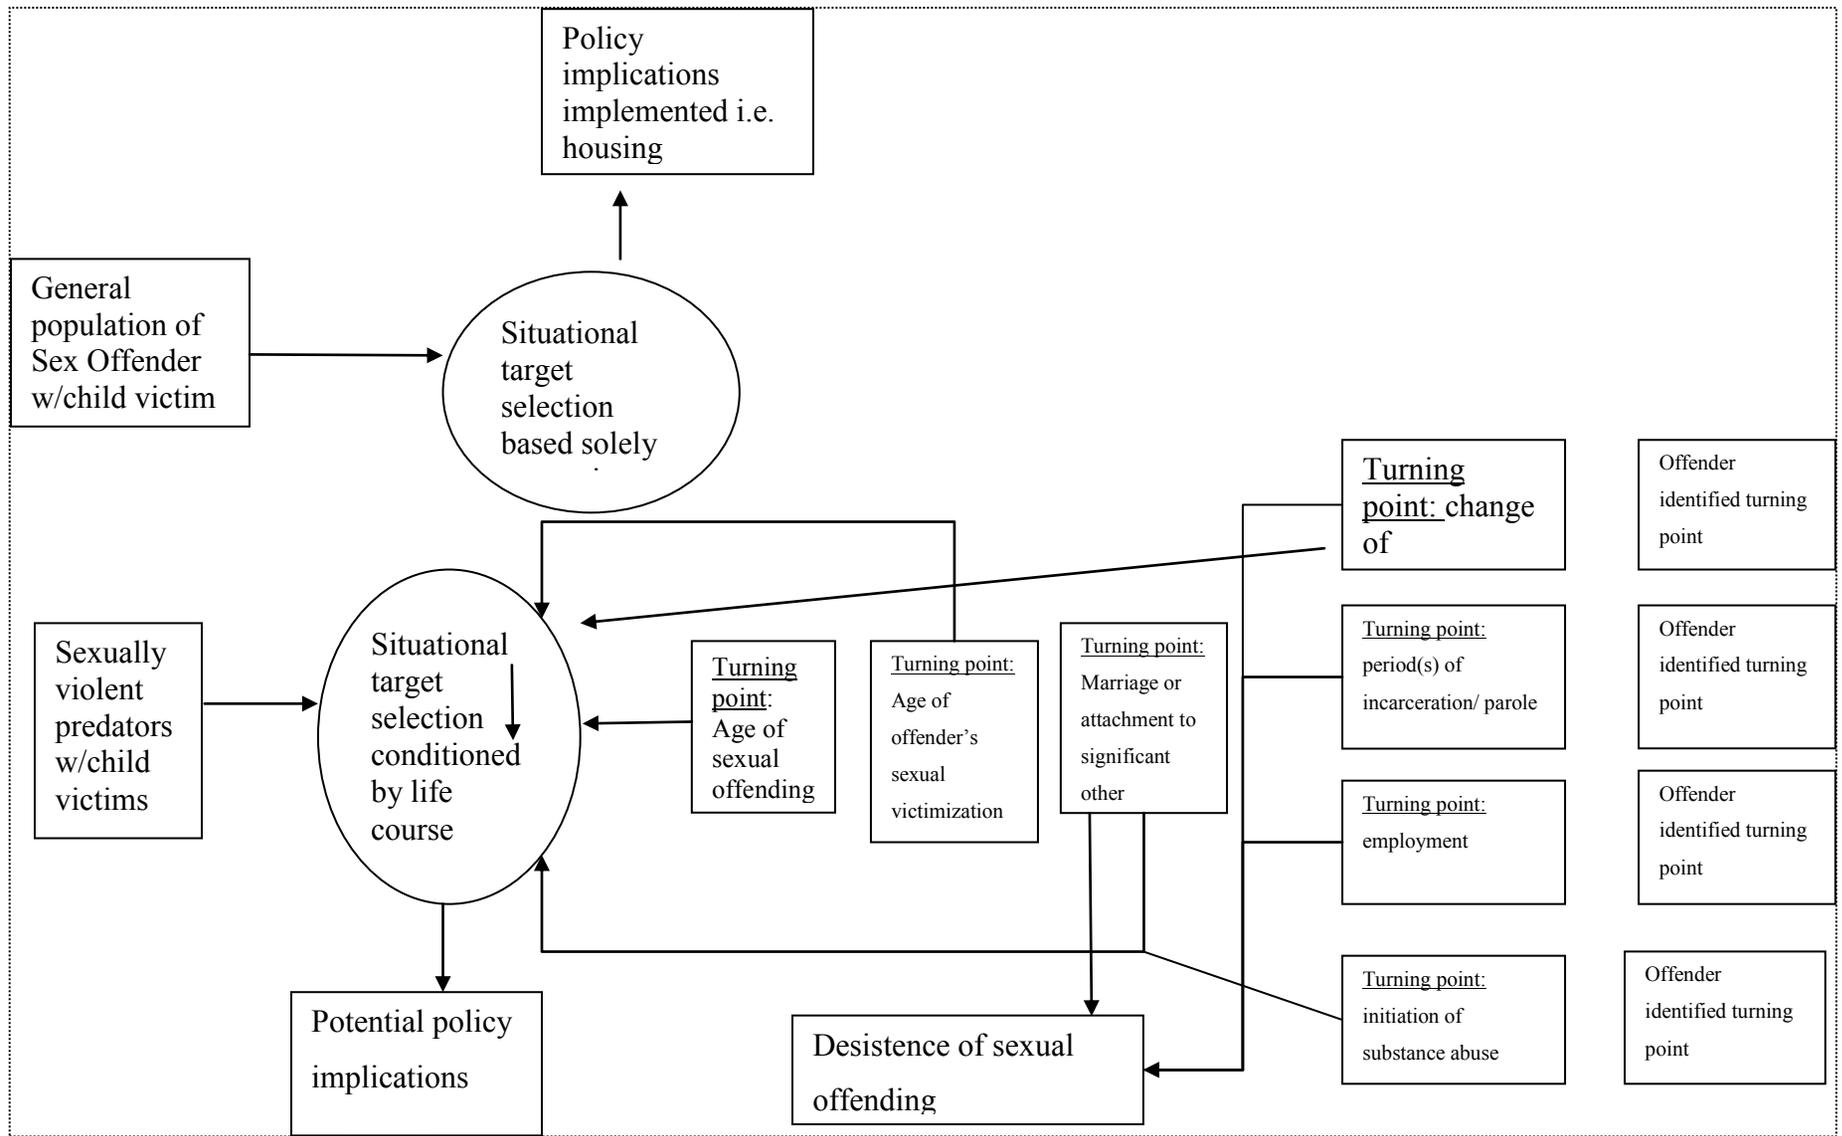 Policy
implications
implemented i.e.
housing
General
population of
Sex Offender
w/child victim
Situational
target
selection
based solely
Turning
point: change
of
Offender
identified turning
point
Sexually
violent
predators
w/child
victims
Situational
target
selection
conditioned
by life
course
Turning
point:
Age of
sexual
offending
Turning point:
Age of
offender’s
sexual
victimization
Turning point:
Marriage or
attachment to
significant
other
Turning point:
period(s) of
incarceration/ parole
Offender
identified turning
point
Turning point:
employment
Offender
identified turning
point
Turning point:
initiation of
substance abuse
Offender
identified turning
point
Potential policy
implications
Desistence of sexual
offending